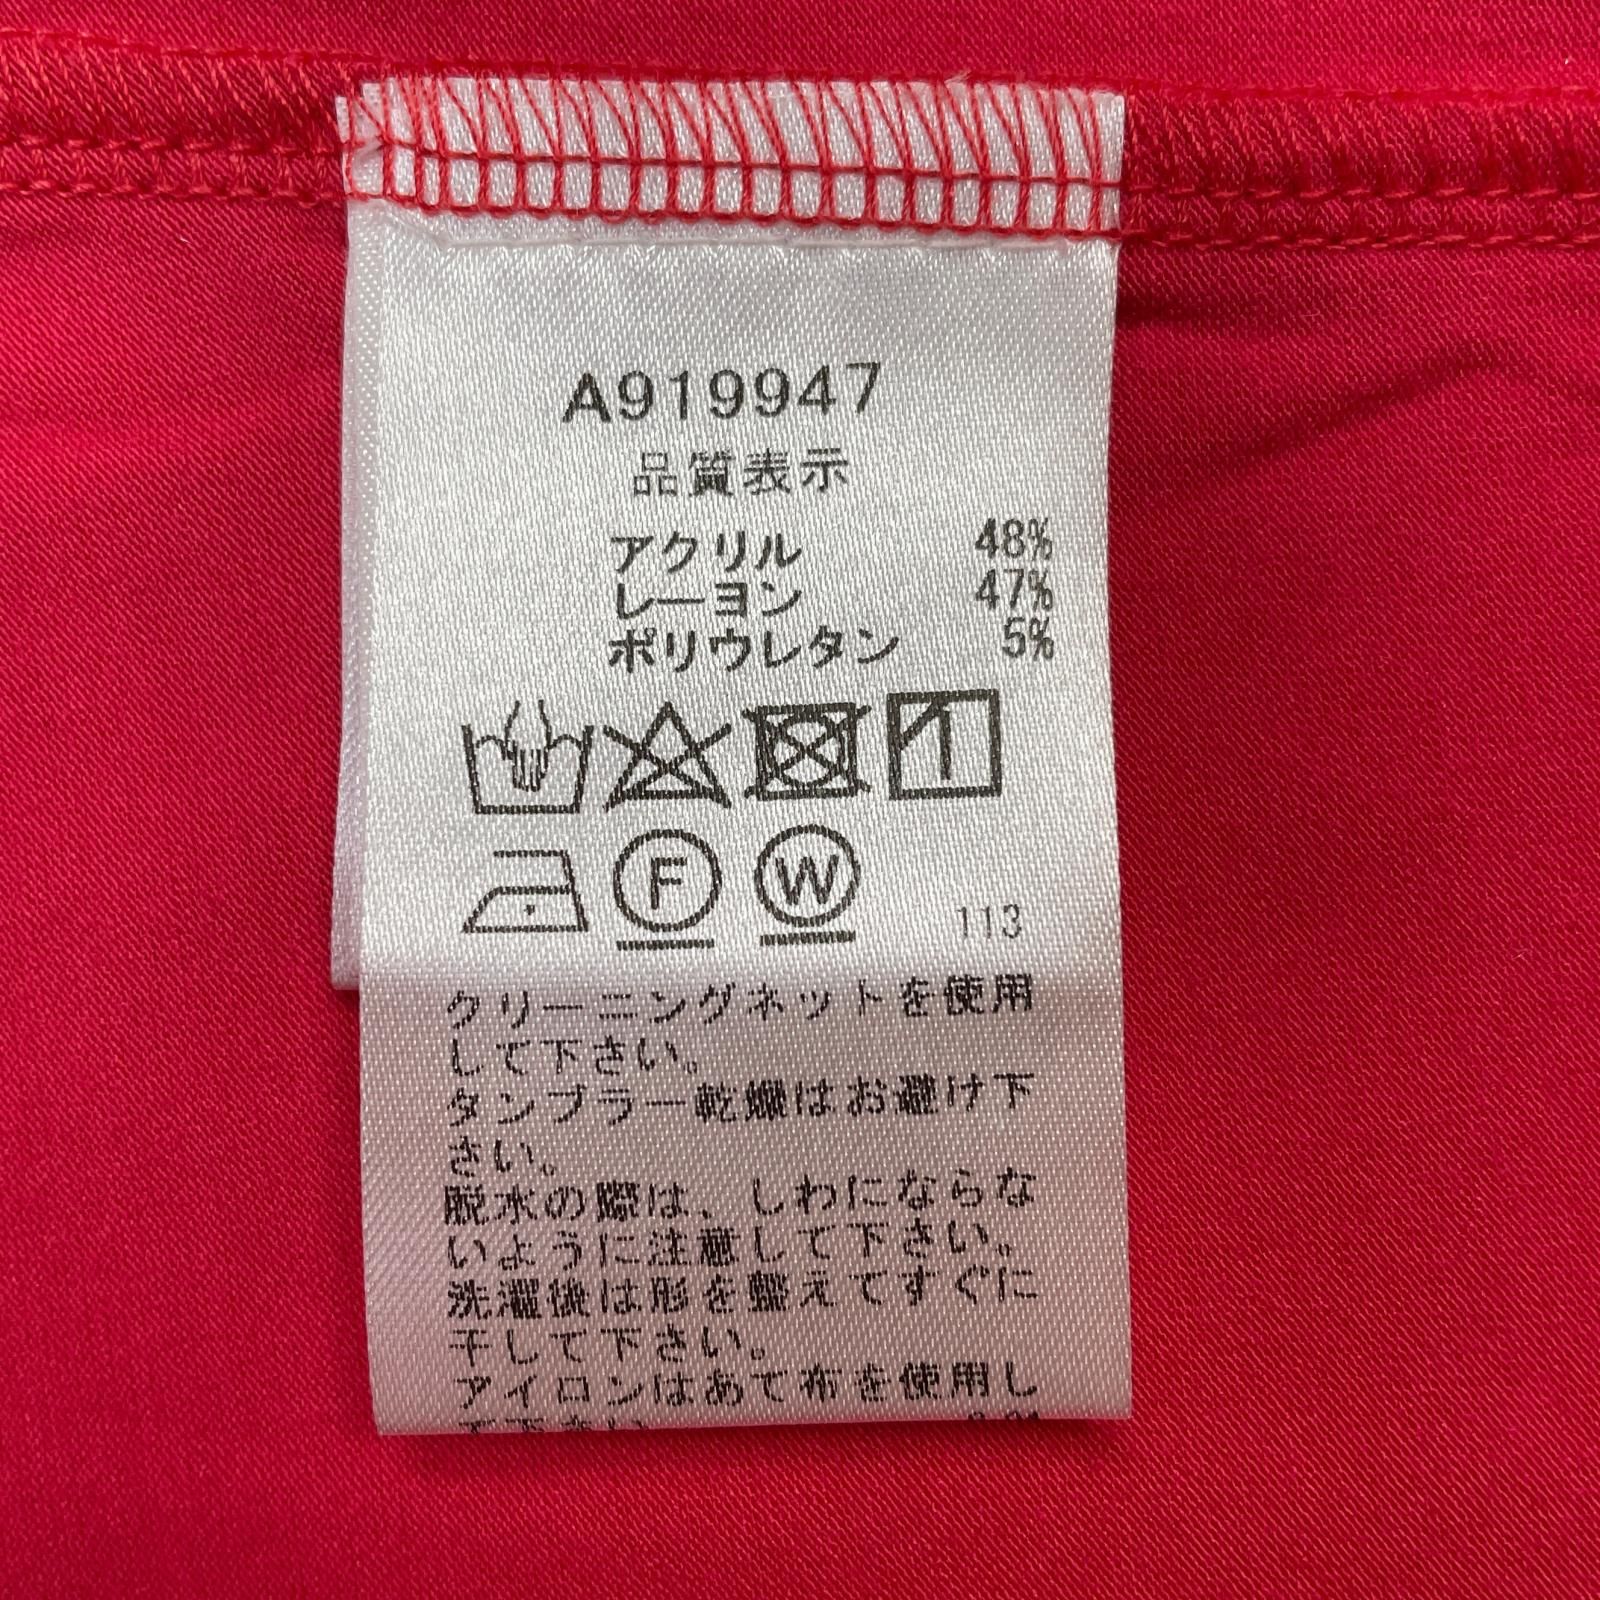 A919947
品質表示
アクリル 48%
レーヨン 47%
ポリウレタン 5%
F W 113
クリーニングネットを使用
して下さい。
タンブラー乾燥はお避け下
さい。
脱水の際は、しわにならな
いように注意して下さい。
洗濯後は形を整えてすぐに
干して下さい。
アイロンはあて布を使用し
て下さい